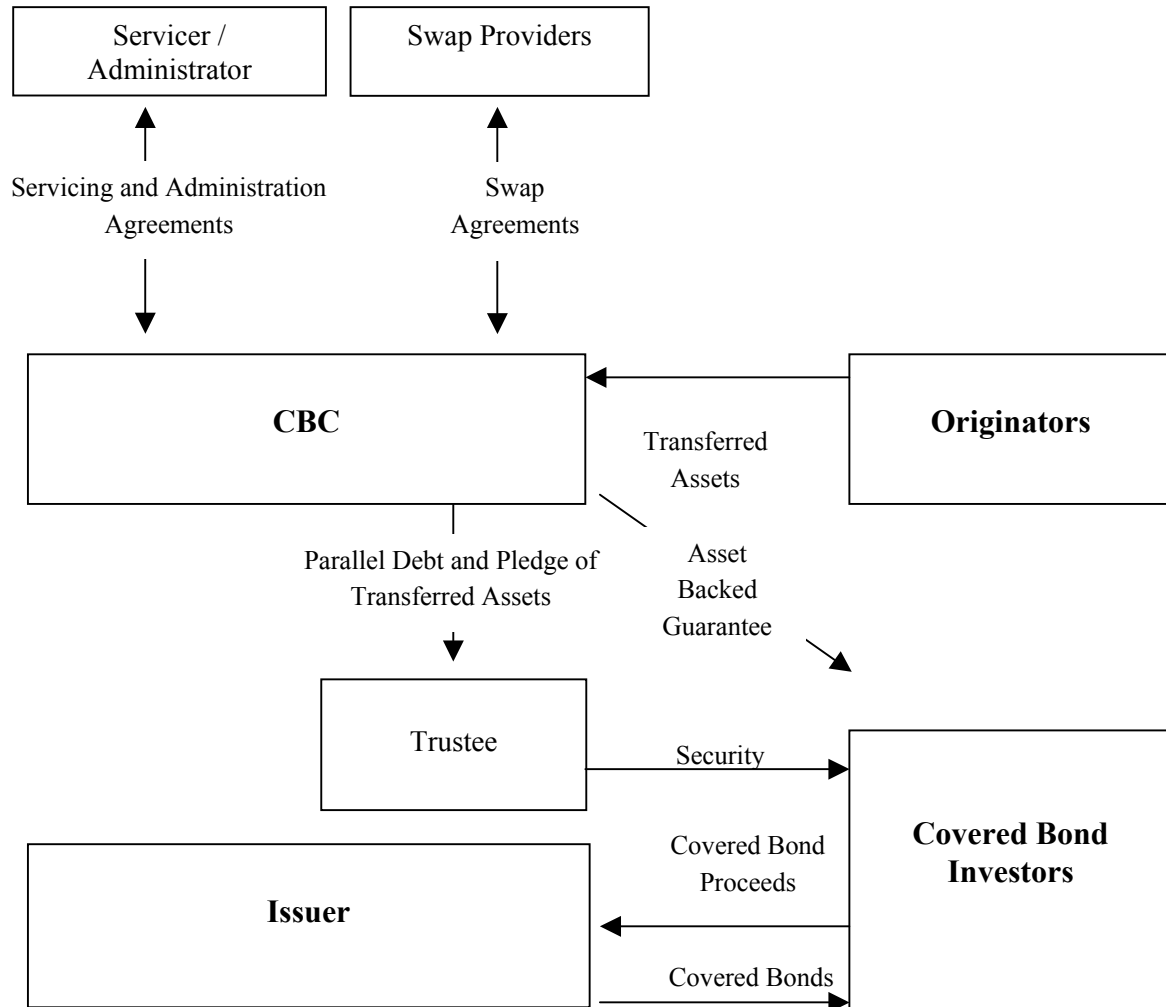 Servicer /
Administrator
Swap Providers
Servicing and Administration
Agreements
Swap
Agreements
CBC
Originators
Transferred
Assets
Parallel Debt and Pledge of
Transferred Assets
Asset
Backed
Guarantee
Trustee
Security
Covered Bond
Investors
Covered Bond
Proceeds
Issuer
Covered Bonds